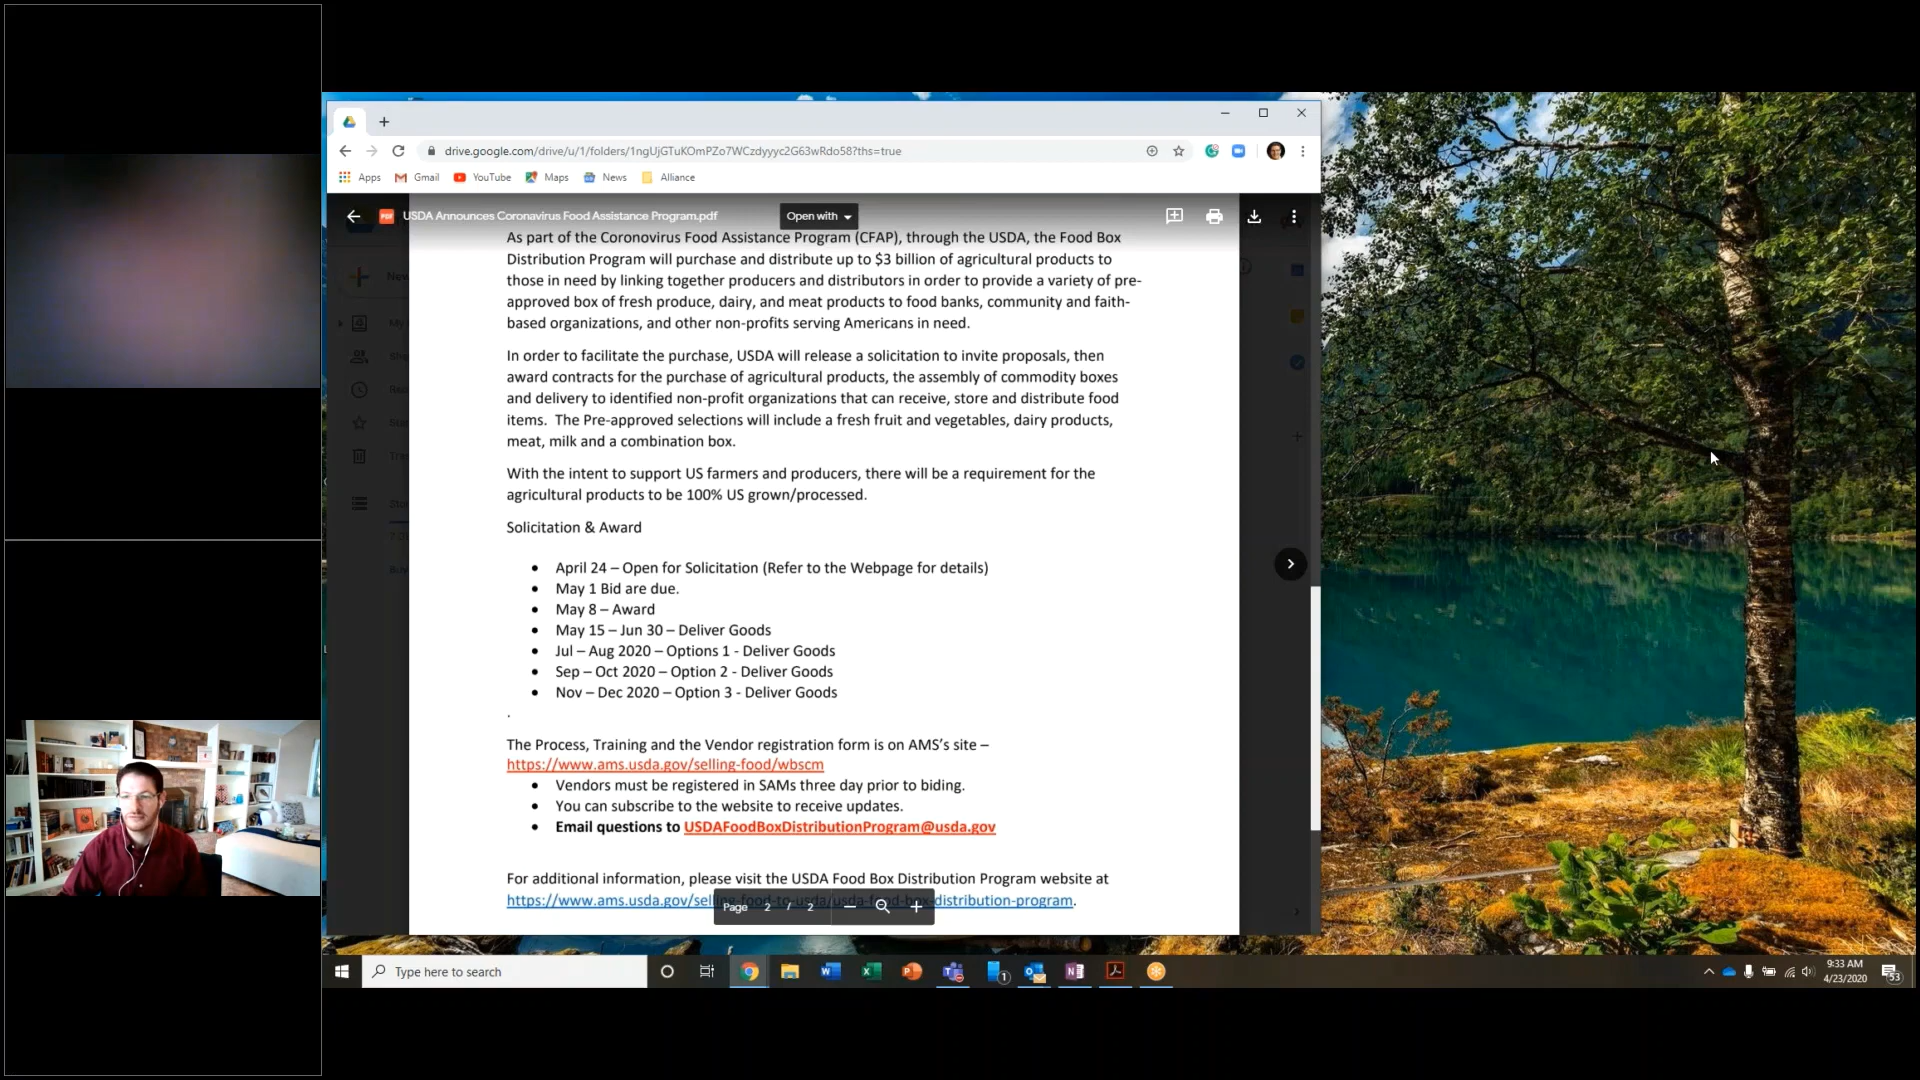 drive.google.com/drive/u/1/folders/1ngUjGTuKOmPZo7WCzdyyyc2G63wRdo58?ths=true
Apps Gmail YouTube Maps News Alliance
USDA Announces Coronavirus Food Assistance Program.pdf Open with
As part of the Coronovirus Food Assistance Program (CFAP), through the USDA, the Food Box
Distribution Program will purchase and distribute up to $3 billion of agricultural products to
those in need by linking together producers and distributors in order to provide a variety of pre-
approved box of fresh produce, dairy, and meat products to food banks, community and faith-
based organizations, and other non-profits serving Americans in need.
In order to facilitate the purchase, USDA will release a solicitation to invite proposals, then
award contracts for the purchase of agricultural products, the assembly of commodity boxes
and delivery to identified non-profit organizations that can receive, store and distribute food
items. The Pre-approved selections will include a fresh fruit and vegetables, dairy products,
meat, milk and a combination box.
With the intent to support US farmers and producers, there will be a requirement for the
agricultural products to be 100% US grown/processed.
Solicitation & Award
• April 24 – Open for Solicitation (Refer to the Webpage for details)
• May 1 Bid are due.
• May 8 – Award
• May 15 – Jun 30 – Deliver Goods
• Jul – Aug 2020 – Options 1 - Deliver Goods
• Sep – Oct 2020 – Option 2 - Deliver Goods
• Nov – Dec 2020 – Option 3 - Deliver Goods
.
The Process, Training and the Vendor registration form is on AMS's site –
https://www.ams.usda.gov/selling-food/wbscm
• Vendors must be registered in SAMs three day prior to biding.
• You can subscribe to the website to receive updates.
• Email questions to USDAFoodBoxDistributionProgram@usda.gov
For additional information, please visit the USDA Food Box Distribution Program website at
https://www.ams.usda.gov/selling-food-to-usda/usda-food-box-distribution-program.
Page 2 / 2
Type here to search
9:33 AM
4/23/2020
53